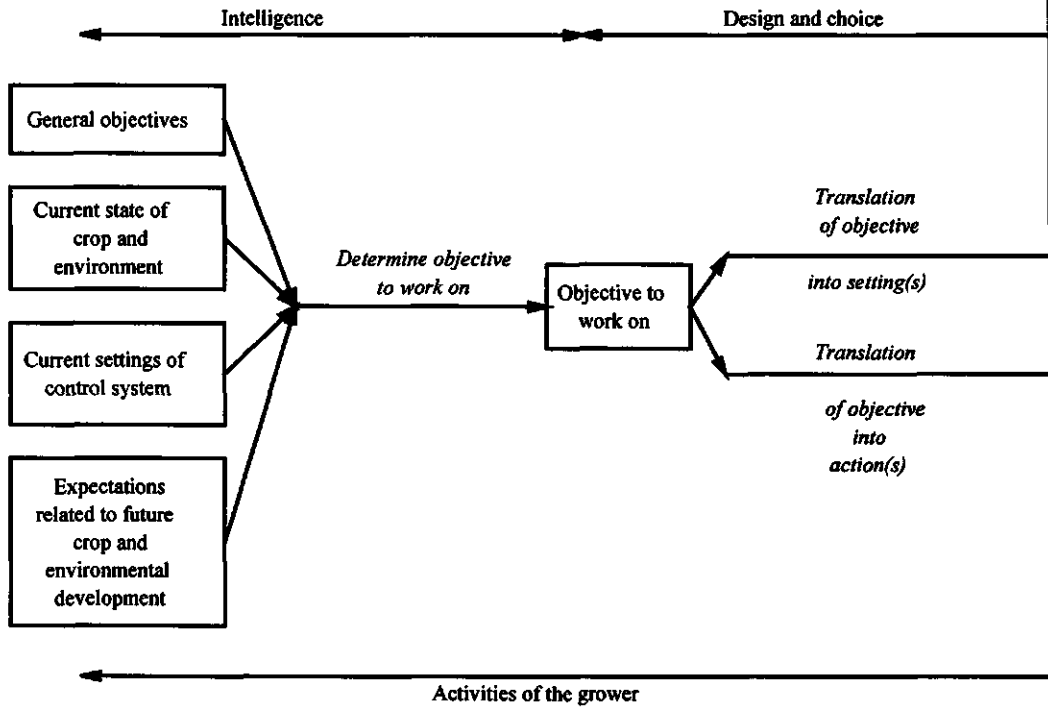 Intelligence
Design and choice
General objectives
Current state of
crop and
environment
Current settings of
control system
Expectations
related to future
crop and
environmental
development
Determine objective
to work on
Objective to
work on
Translation
of objective
into setting(s)
Translation
of objective
into
action(s)
Activities of the grower